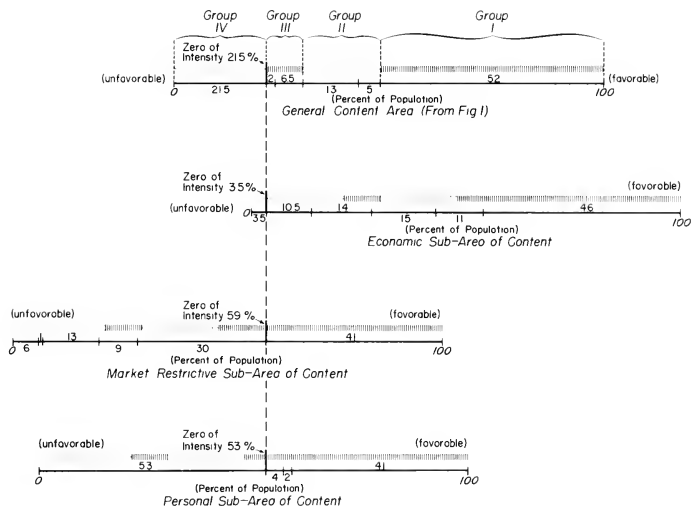 Group IV
Group III
Group II
Group I
Zero of
Intensity 21.5 %
(unfavorable)
2 6.5
52
(favorable)
0
21.5
13
5
100
(Percent of Population)
General Content Area (From Fig 1)
Zero of
Intensity 3.5 %
(favorable)
(unfavorable)
0
3.5
10.5
14
15
11
46
100
(Percent of Population)
Economic Sub-Area of Content
(unfavorable)
Zero of
Intensity 59 %
(favorable)
0
6
1
13
9
30
41
100
(Percent of Population)
Market Restrictive Sub-Area of Content
(unfavorable)
Zero of
Intensity 53 %
(favorable)
53
4
2
41
0
100
(Percent of Population)
Personal Sub-Area of Content